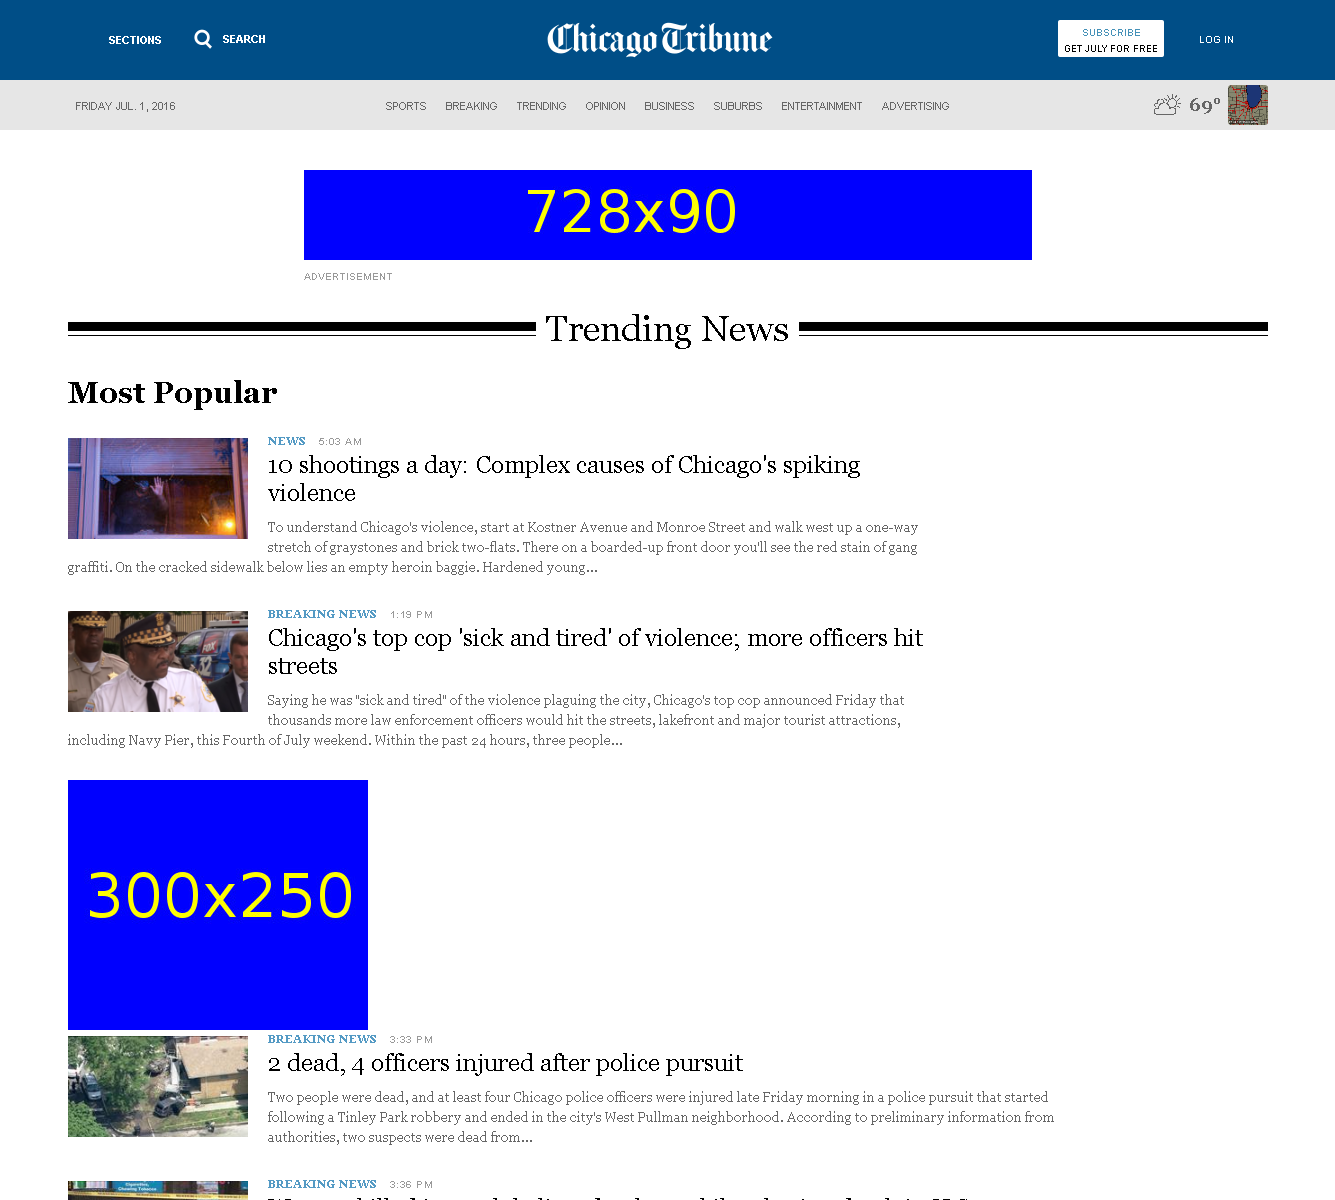 SECTIONS
SEARCH
Chicago Tribune
SUBSCRIBE
GET JULY FOR FREE
LOG IN
FRIDAY JUL. 1, 2016
SPORTS BREAKING TRENDING OPINION BUSINESS SUBURBS ENTERTAINMENT ADVERTISING
69°
728x90
ADVERTISEMENT
Trending News
Most Popular
NEWS 5:03 AM
10 shootings a day: Complex causes of Chicago's spiking
violence
To understand Chicago's violence, start at Kostner Avenue and Monroe Street and walk west up a one-way
stretch of graystones and brick two-flats. There on a boarded-up front door you'll see the red stain of gang
graffiti. On the cracked sidewalk below lies an empty heroin baggie. Hardened young...
BREAKING NEWS 1:19 PM
Chicago's top cop 'sick and tired' of violence; more officers hit
streets
Saying he was "sick and tired" of the violence plaguing the city, Chicago's top cop announced Friday that
thousands more law enforcement officers would hit the streets, lakefront and major tourist attractions,
including Navy Pier, this Fourth of July weekend. Within the past 24 hours, three people...
300x250
BREAKING NEWS 3:33 PM
2 dead, 4 officers injured after police pursuit
Two people were dead, and at least four Chicago police officers were injured late Friday morning in a police pursuit that started
following a Tinley Park robbery and ended in the city's West Pullman neighborhood. According to preliminary information from
authorities, two suspects were dead from...
BREAKING NEWS 3:36 PM